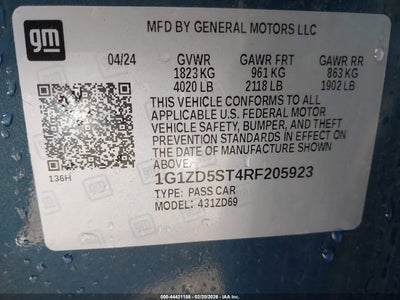 gm
MFD BY GENERAL MOTORS LLC
04/24 GVWR GAWR FRT GAWR RR
1823 KG 961 KG 863 KG
4020 LB 2118 LB 1902 LB
THIS VEHICLE CONFORMS TO ALL
APPLICABLE U.S. FEDERAL MOTOR
VEHICLE SAFETY, BUMPER, AND THEFT
PREVENTION STANDARDS IN EFFECT ON
THE DATE OF MANUFACTURE SHOWN
ABOVE.
136H
1G1ZD5ST4RF205923
TYPE: PASS CAR
MODEL: 431ZD69
000-44421188 - 02/20/2026 - IAA Inc.